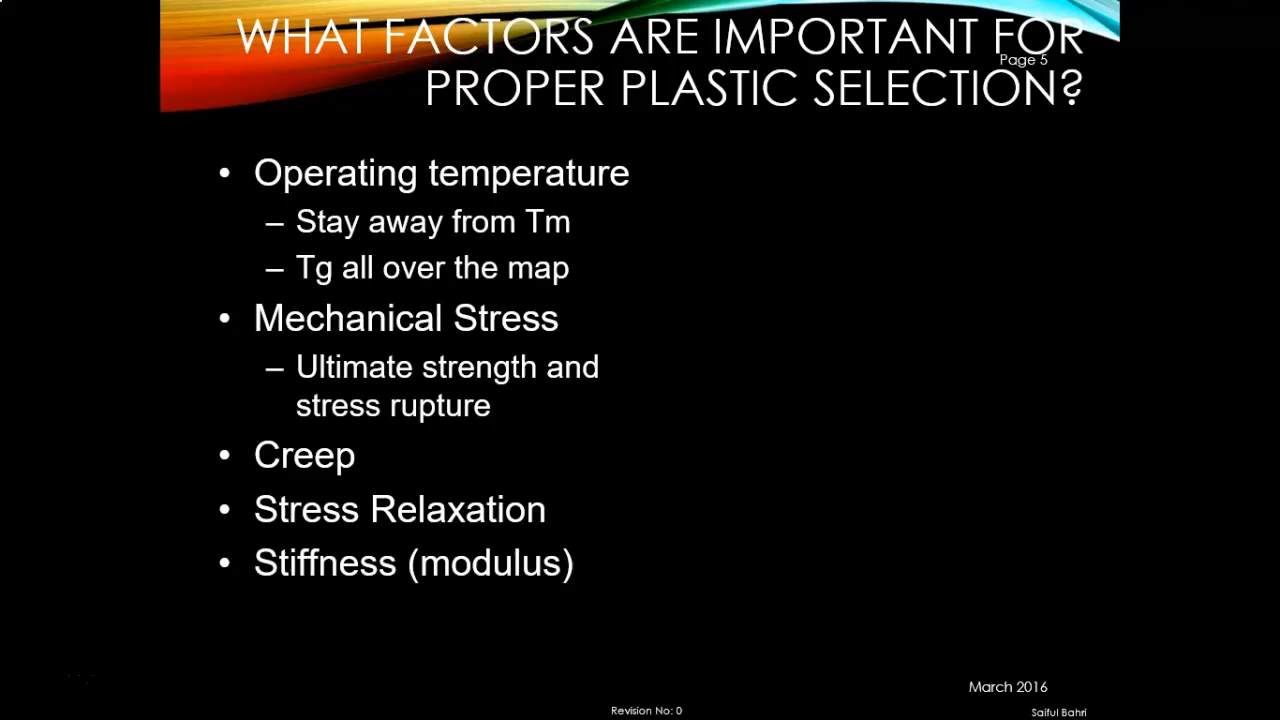 WHAT FACTORS ARE IMPORTANT FOR
Page 5
PROPER PLASTIC SELECTION?
• Operating temperature
– Stay away from Tm
– Tg all over the map
• Mechanical Stress
– Ultimate strength and
stress rupture
• Creep
• Stress Relaxation
• Stiffness (modulus)
March 2016
Revision No: 0
Saiful Bahri